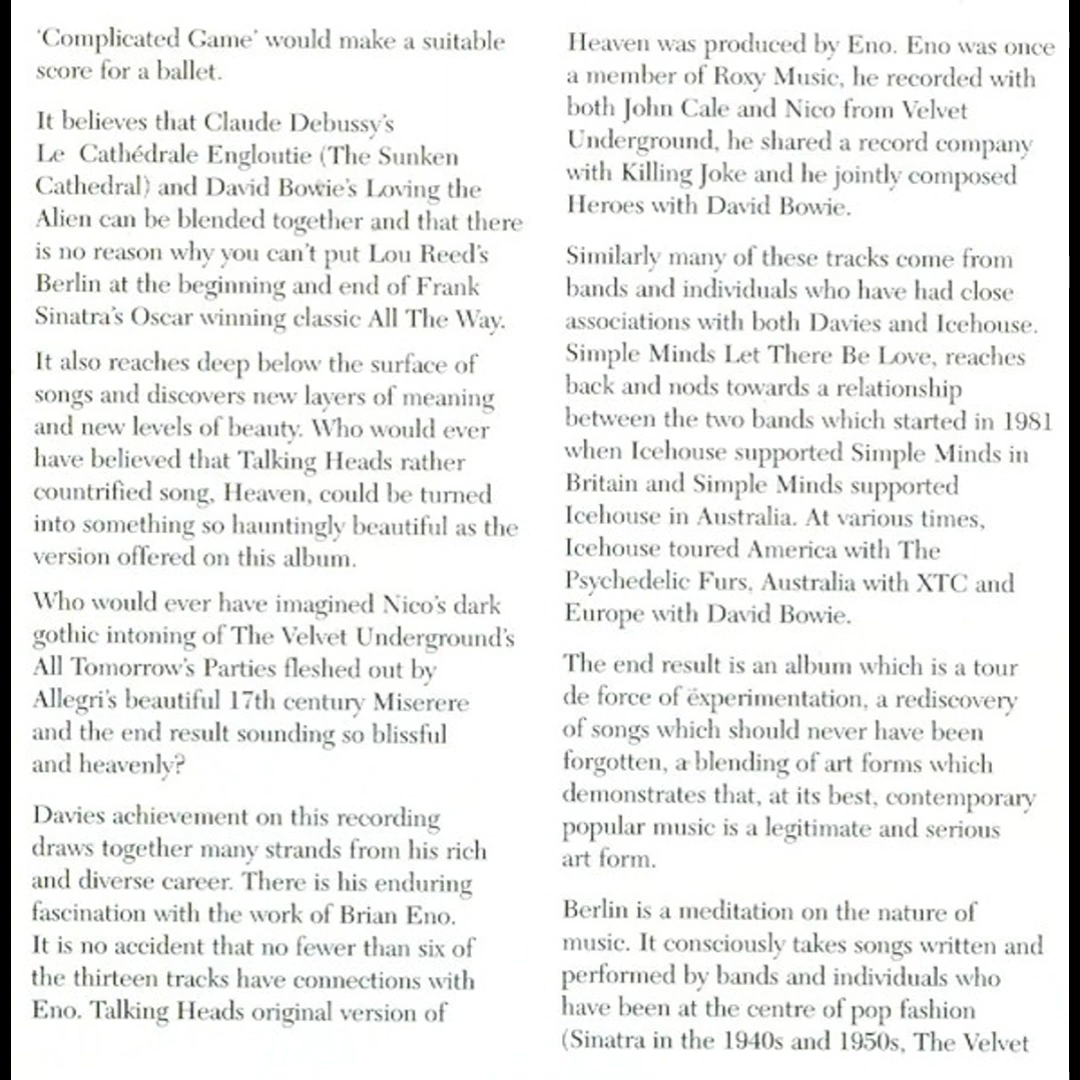 ‘Complicated Game’ would make a suitable
score for a ballet.
It believes that Claude Debussy’s
Le Cathédrale Engloutie (The Sunken
Cathedral) and David Bowie’s Loving the
Alien can be blended together and that there
is no reason why you can’t put Lou Reed’s
Berlin at the beginning and end of Frank
Sinatra’s Oscar winning classic All The Way.
It also reaches deep below the surface of
songs and discovers new layers of meaning
and new levels of beauty. Who would ever
have believed that Talking Heads rather
countrified song, Heaven, could be turned
into something so hauntingly beautiful as the
version offered on this album.
Who would ever have imagined Nico’s dark
gothic intoning of The Velvet Underground’s
All Tomorrow’s Parties fleshed out by
Allegri’s beautiful 17th century Miserere
and the end result sounding so blissful
and heavenly?
Davies achievement on this recording
draws together many strands from his rich
and diverse career. There is his enduring
fascination with the work of Brian Eno.
It is no accident that no fewer than six of
the thirteen tracks have connections with
Eno. Talking Heads original version of
Heaven was produced by Eno. Eno was once
a member of Roxy Music, he recorded with
both John Cale and Nico from Velvet
Underground, he shared a record company
with Killing Joke and he jointly composed
Heroes with David Bowie.
Similarly many of these tracks come from
bands and individuals who have had close
associations with both Davies and Icehouse.
Simple Minds Let There Be Love, reaches
back and nods towards a relationship
between the two bands which started in 1981
when Icehouse supported Simple Minds in
Britain and Simple Minds supported
Icehouse in Australia. At various times,
Icehouse toured America with The
Psychedelic Furs, Australia with XTC and
Europe with David Bowie.
The end result is an album which is a tour
de force of experimentation, a rediscovery
of songs which should never have been
forgotten, a blending of art forms which
demonstrates that, at its best, contemporary
popular music is a legitimate and serious
art form.
Berlin is a meditation on the nature of
music. It consciously takes songs written and
performed by bands and individuals who
have been at the centre of pop fashion
(Sinatra in the 1940s and 1950s, The Velvet